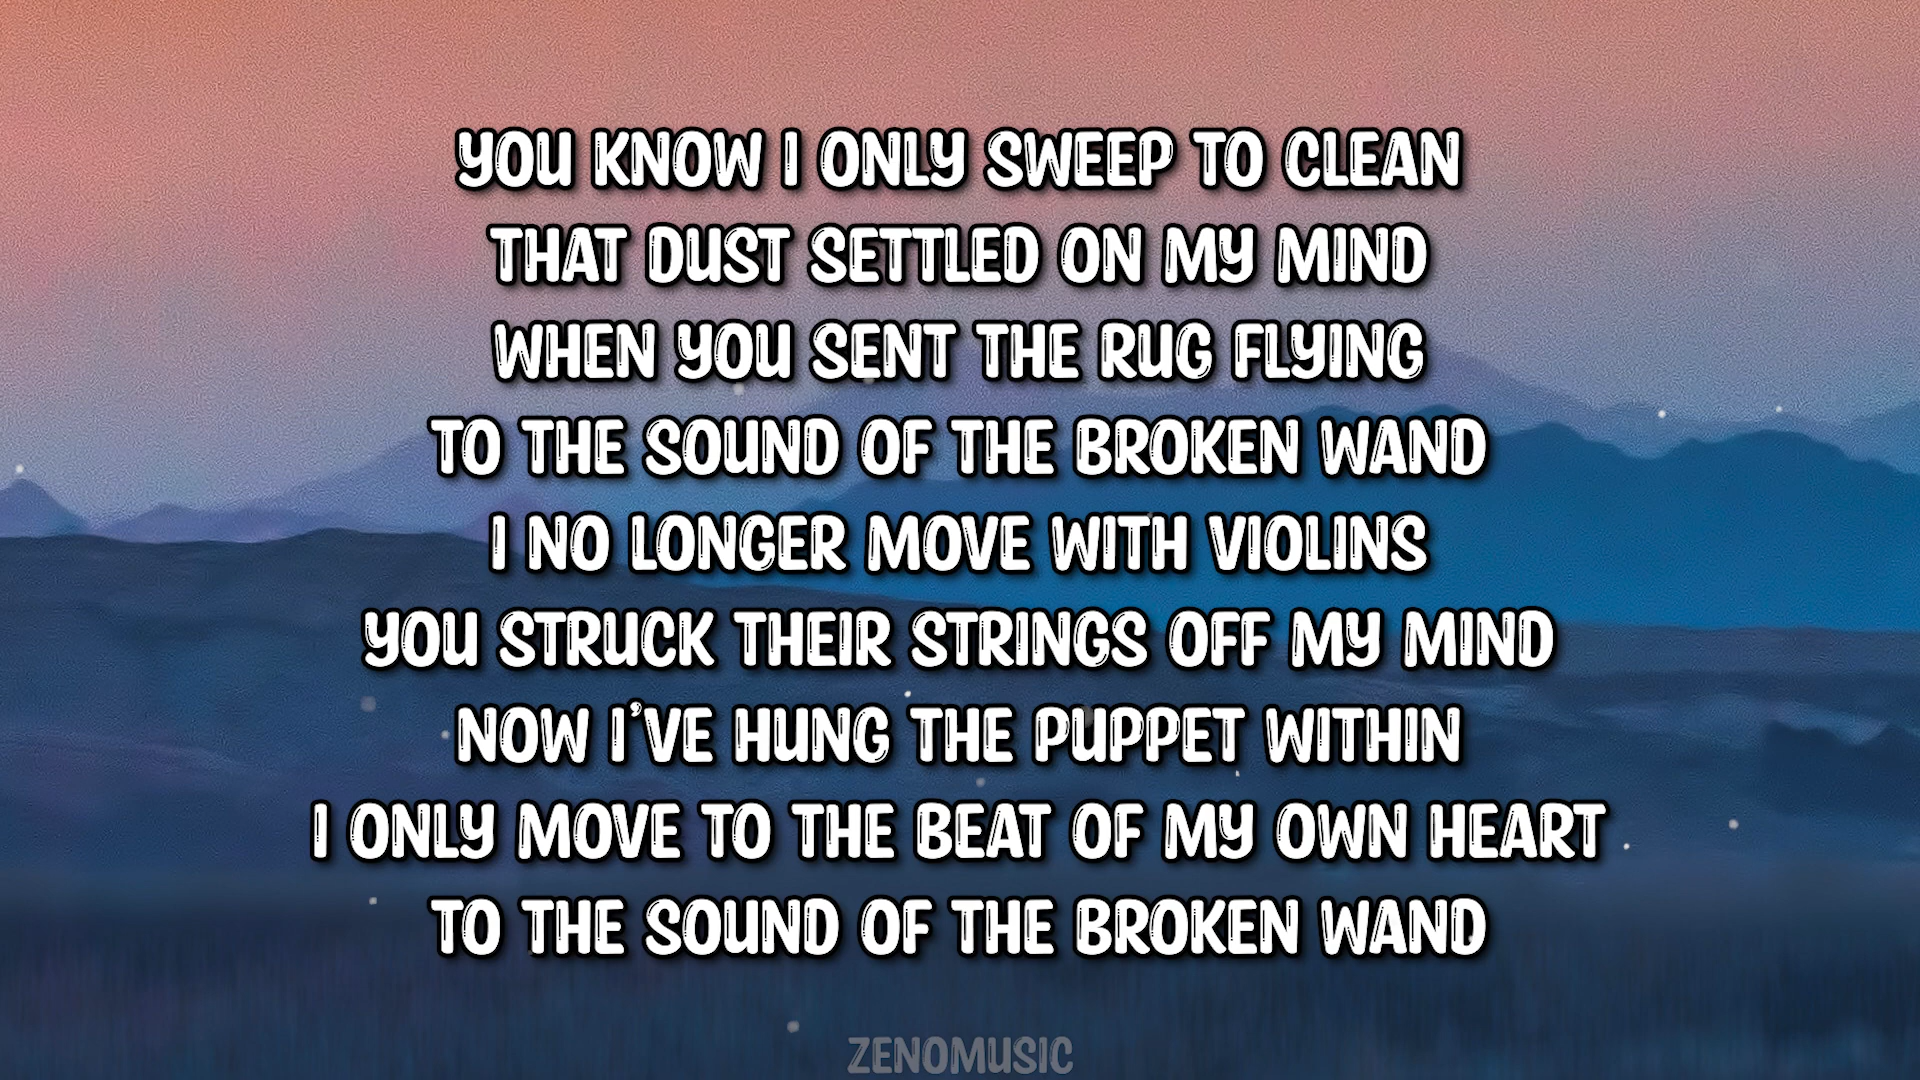 YOU KNOW I ONLY SWEEP TO CLEAN
THAT DUST SETTLED ON MY MIND
WHEN YOU SENT THE RUG FLYING
TO THE SOUND OF THE BROKEN WAND
I NO LONGER MOVE WITH VIOLINS
YOU STRUCK THEIR STRINGS OFF MY MIND
NOW I'VE HUNG THE PUPPET WITHIN
I ONLY MOVE TO THE BEAT OF MY OWN HEART
TO THE SOUND OF THE BROKEN WAND
ZENOMUSIC